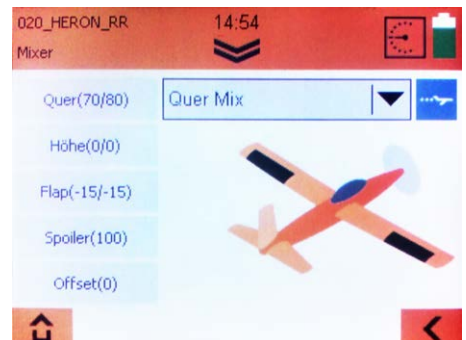 020_HERON_RR
14:54
Mixer
Quer(70/80)
Quer Mix
Höhe(0/0)
Flap(-15/-15)
Spoiler(100)
Offset(0)